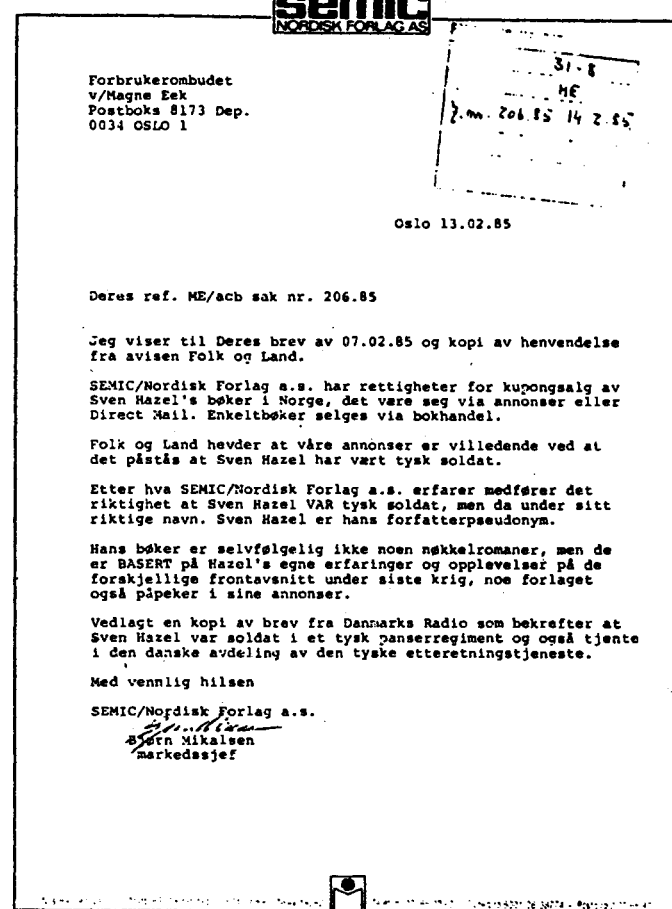 semic
NORDISK FORLAG AS
31-8
ME
J.nr. 206.85 14 2.85
Forbrukerombudet
v/Magne Eek
Postboks 8173 Dep.
0034 OSLO 1
Oslo 13.02.85
Deres ref. ME/acb sak nr. 206.85
Jeg viser til Deres brev av 07.02.85 og kopi av henvendelse
fra avisen Folk og Land.
SEMIC/Nordisk Forlag a.s. har rettigheter for kupongsalg av
Sven Hazel's bøker i Norge, det være seg via annonser eller
Direct Mail. Enkeltbøker selges via bokhandel.
Folk og Land hevder at våre annonser er villedende ved at
det påstås at Sven Hazel har vært tysk soldat.
Etter hva SEMIC/Nordisk Forlag a.s. erfarer medfører det
riktighet at Sven Hazel VAR tysk soldat, men da under sitt
riktige navn. Sven Hazel er hans forfatterpseudonym.
Hans bøker er selvfølgelig ikke noen nøkkelromaner, men de
er BASERT på Hazel's egne erfaringer og opplevelser på de
forskjellige frontavsnitt under siste krig, noe forlaget
også påpeker i sine annonser.
Vedlagt en kopi av brev fra Danmarks Radio som bekrefter at
Sven Hazel var soldat i et tysk panserregiment og også tjente
i den danske avdeling av den tyske etteretningstjeneste.
Med vennlig hilsen
SEMIC/Nordisk Forlag a.s.
Bjørn Mikalsen
markedssjef